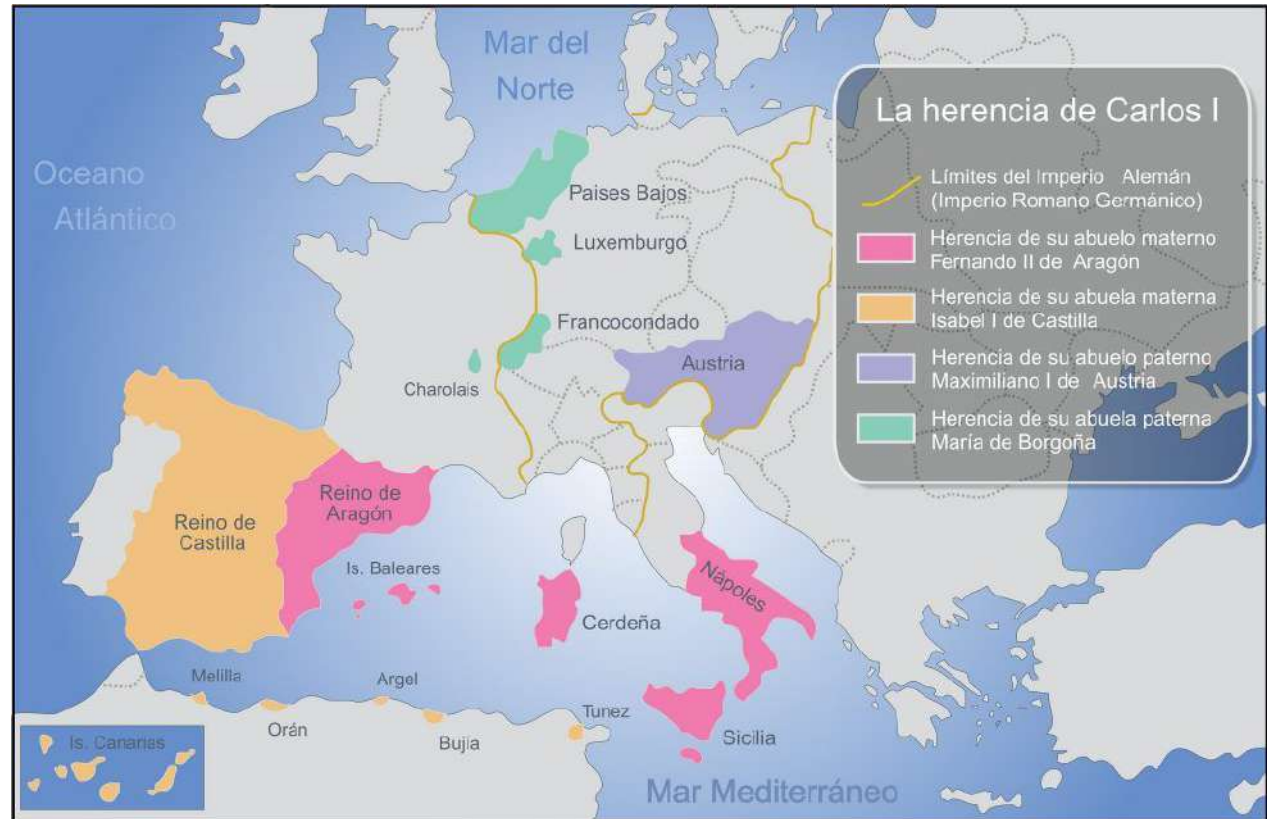 Mar del
Norte
Oceano
Atlántico
Paises Bajos
Luxemburgo
Francocondado
Charolais
Austria
Reino de
Aragón
Reino de
Castilla
Is. Baleares
Cerdeña
Nápoles
Sicilia
Melilla
Orán
Argel
Bujía
Tunez
Is. Canarias
Mar Mediterráneo
La herencia de Carlos I
Límites del Imperio Alemán
(Imperio Romano Germánico)
Herencia de su abuelo materno
Fernando II de Aragón
Herencia de su abuela materna
Isabel I de Castilla
Herencia de su abuelo paterno
Maximiliano I de Austria
Herencia de su abuela paterna
María de Borgoña